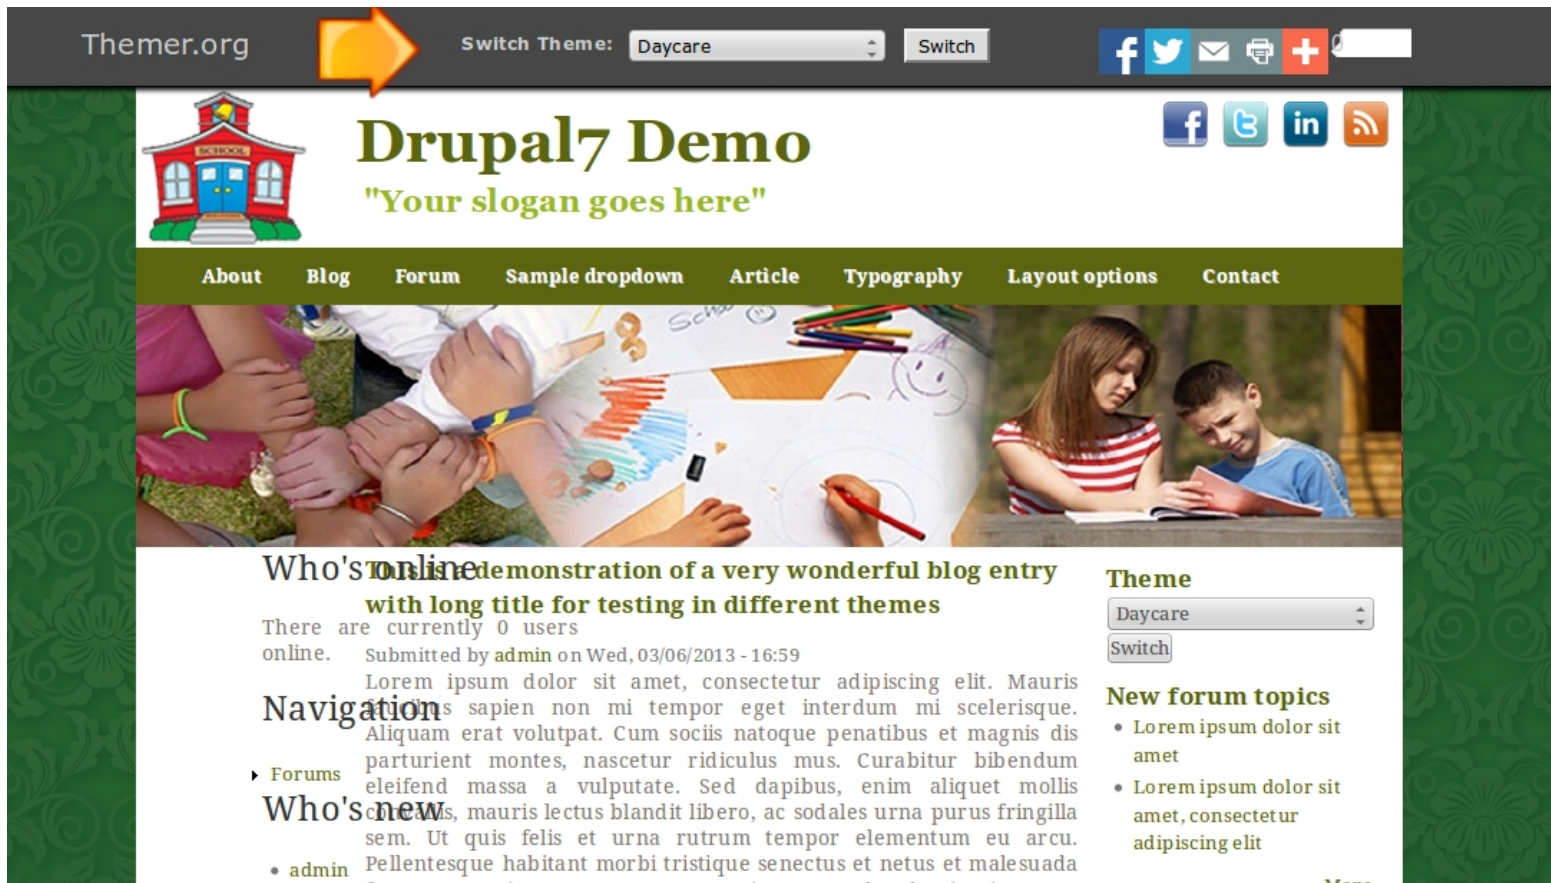 Themer.org
Switch Theme:
Daycare
Switch
0
SCHOOL
Drupal7 Demo
"Your slogan goes here"
About Blog Forum Sample dropdown Article Typography Layout options Contact
Scho
Who's online
There are currently 0 users
online.
Navigation
Forums
Who's new
admin
This is a demonstration of a very wonderful blog entry
with long title for testing in different themes
Submitted by admin on Wed, 03/06/2013 - 16:59
Lorem ipsum dolor sit amet, consectetur adipiscing elit. Mauris
faucibus sapien non mi tempor eget interdum mi scelerisque.
Aliquam erat volutpat. Cum sociis natoque penatibus et magnis dis
parturient montes, nascetur ridiculus mus. Curabitur bibendum
eleifend massa a vulputate. Sed dapibus, enim aliquet mollis
convallis, mauris lectus blandit libero, ac sodales urna purus fringilla
sem. Ut quis felis et urna rutrum tempor elementum eu arcu.
Pellentesque habitant morbi tristique senectus et netus et malesuada
Theme
Daycare
Switch
New forum topics
Lorem ipsum dolor sit
amet
Lorem ipsum dolor sit
amet, consectetur
adipiscing elit
More